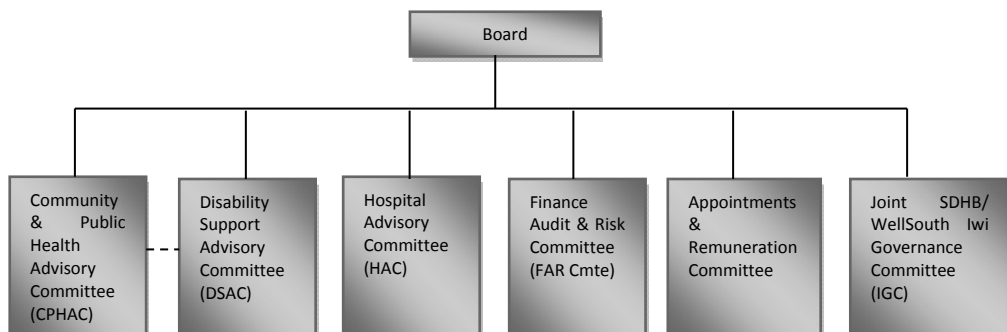 Board
Community
& Public
Health
Advisory
Committee
(CPHAC)
Disability
Support
Advisory
Committee
(DSAC)
Hospital
Advisory
Committee
(HAC)
Finance
Audit & Risk
Committee
(FAR Cmte)
Appointments
&
Remuneration
Committee
Joint SDHB/
WellSouth Iwi
Governance
Committee
(IGC)